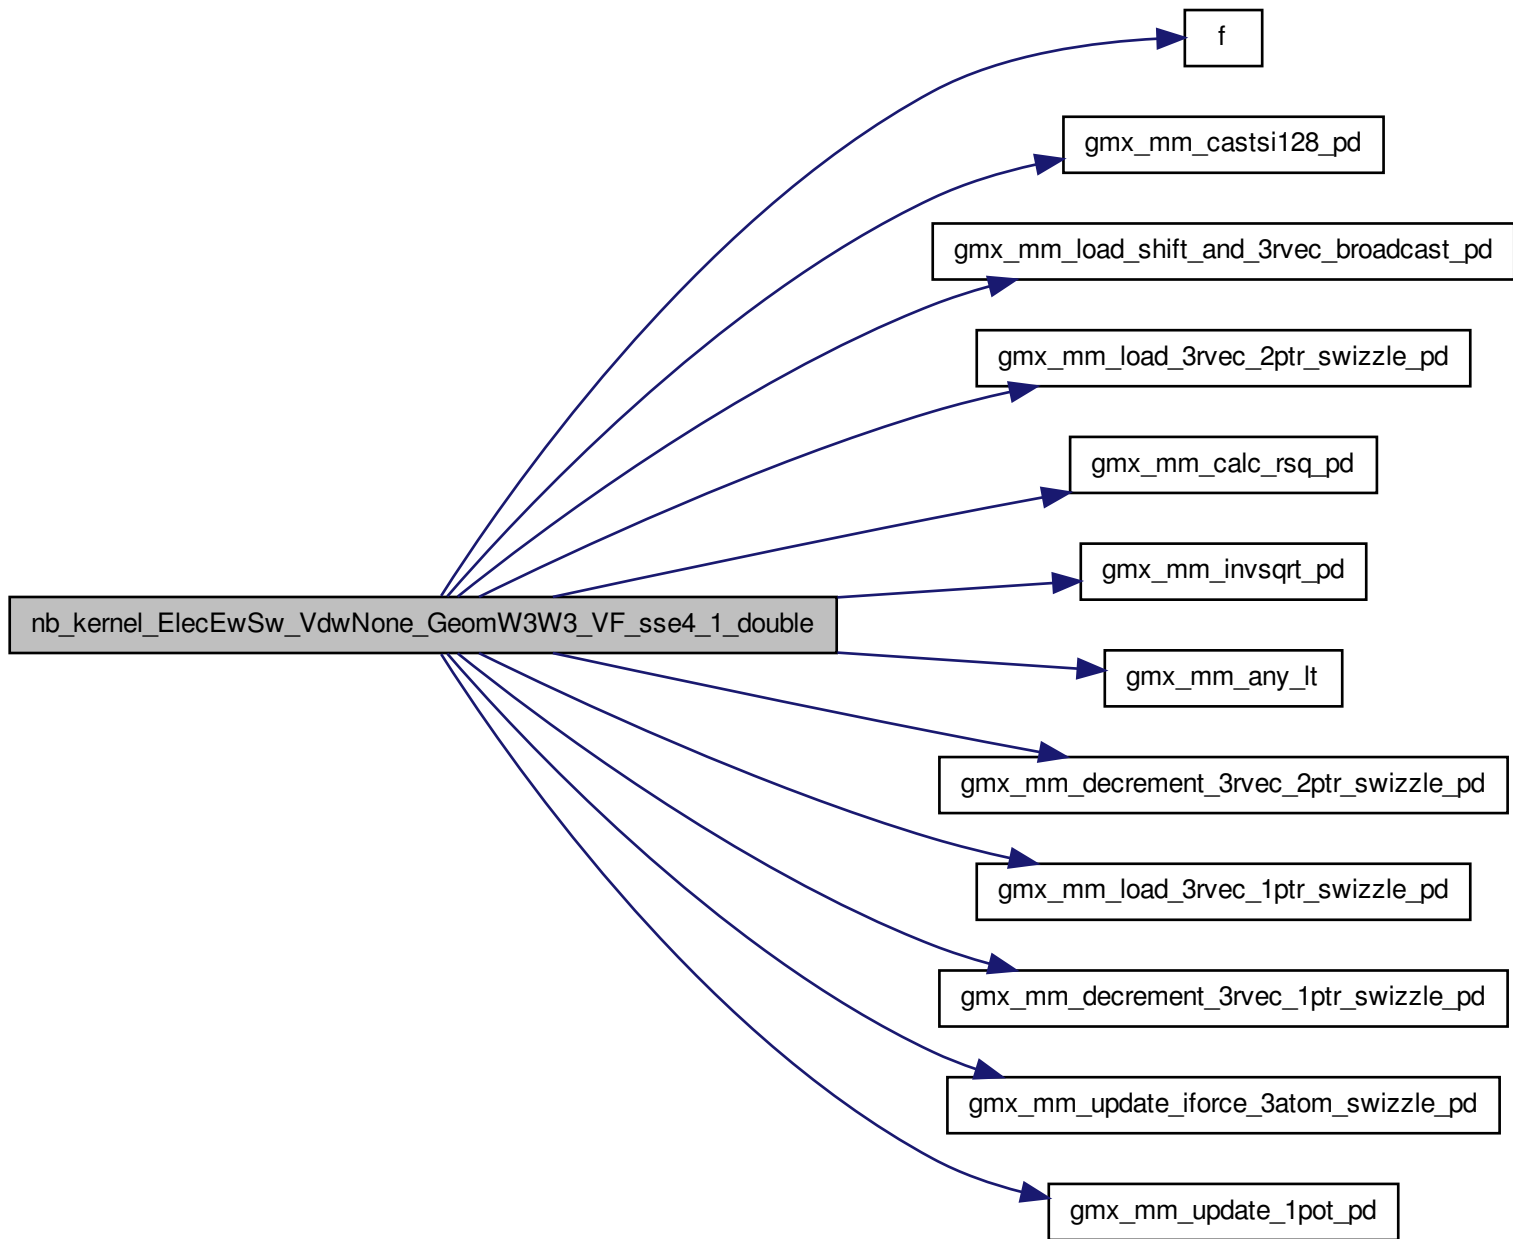 f
gmx_mm_castsi128_pd
gmx_mm_load_shift_and_3rvec_broadcast_pd
gmx_mm_load_3rvec_2ptr_swizzle_pd
gmx_mm_calc_rsq_pd
gmx_mm_invsqrt_pd
nb_kernel_ElecEwSw_VdwNone_GeomW3W3_VF_sse4_1_double
gmx_mm_any_lt
gmx_mm_decrement_3rvec_2ptr_swizzle_pd
gmx_mm_load_3rvec_1ptr_swizzle_pd
gmx_mm_decrement_3rvec_1ptr_swizzle_pd
gmx_mm_update_iforce_3atom_swizzle_pd
gmx_mm_update_1pot_pd